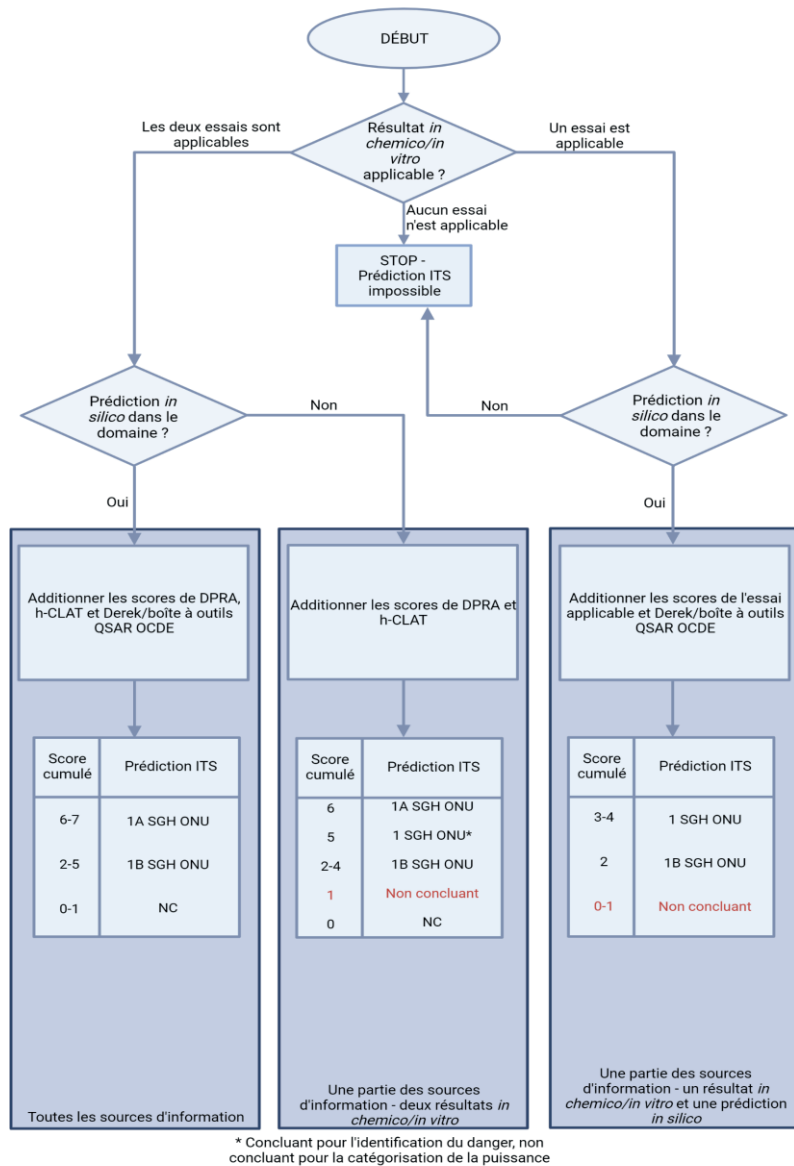 DÉBUT
Les deux essais sont
applicables
Résultat in
chemico/in
vitro
applicable ?
Un essai est
applicable
Aucun essai
n'est applicable
STOP -
Prédiction ITS
impossible
Prédiction in
silico dans le
domaine ?
Non
Non
Prédiction in
silico dans le
domaine ?
Oui
Oui
Additionner les scores de DPRA,
h-CLAT et Derek/boîte à outils
QSAR OCDE
Score
cumulé
Prédiction ITS
6-7 1A SGH ONU
2-5 1B SGH ONU
0-1 NC
Toutes les sources d'information
Additionner les scores de DPRA et
h-CLAT
Score
cumulé
Prédiction ITS
6 1A SGH ONU
5 1 SGH ONU*
2-4 1B SGH ONU
1 Non concluant
0 NC
Une partie des sources
d'information - deux résultats in
chemico/in vitro
Additionner les scores de l'essai
applicable et Derek/boîte à outils
QSAR OCDE
Score
cumulé
Prédiction ITS
3-4 1 SGH ONU
2 1B SGH ONU
0-1 Non concluant
Une partie des sources
d'information - un résultat in
chemico/in vitro et une prédiction
in silico
* Concluant pour l'identification du danger, non
concluant pour la catégorisation de la puissance